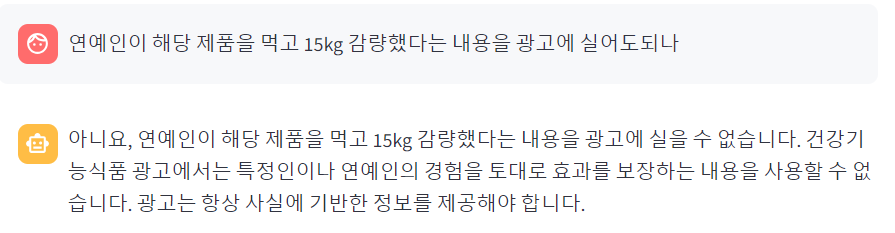 연예인이 해당 제품을 먹고 15kg 감량했다는 내용을 광고에 실어도되나
아니요, 연예인이 해당 제품을 먹고 15kg 감량했다는 내용을 광고에 실을 수 없습니다. 건강기
능식품 광고에서는 특정인이나 연예인의 경험을 토대로 효과를 보장하는 내용을 사용할 수 없
습니다. 광고는 항상 사실에 기반한 정보를 제공해야 합니다.